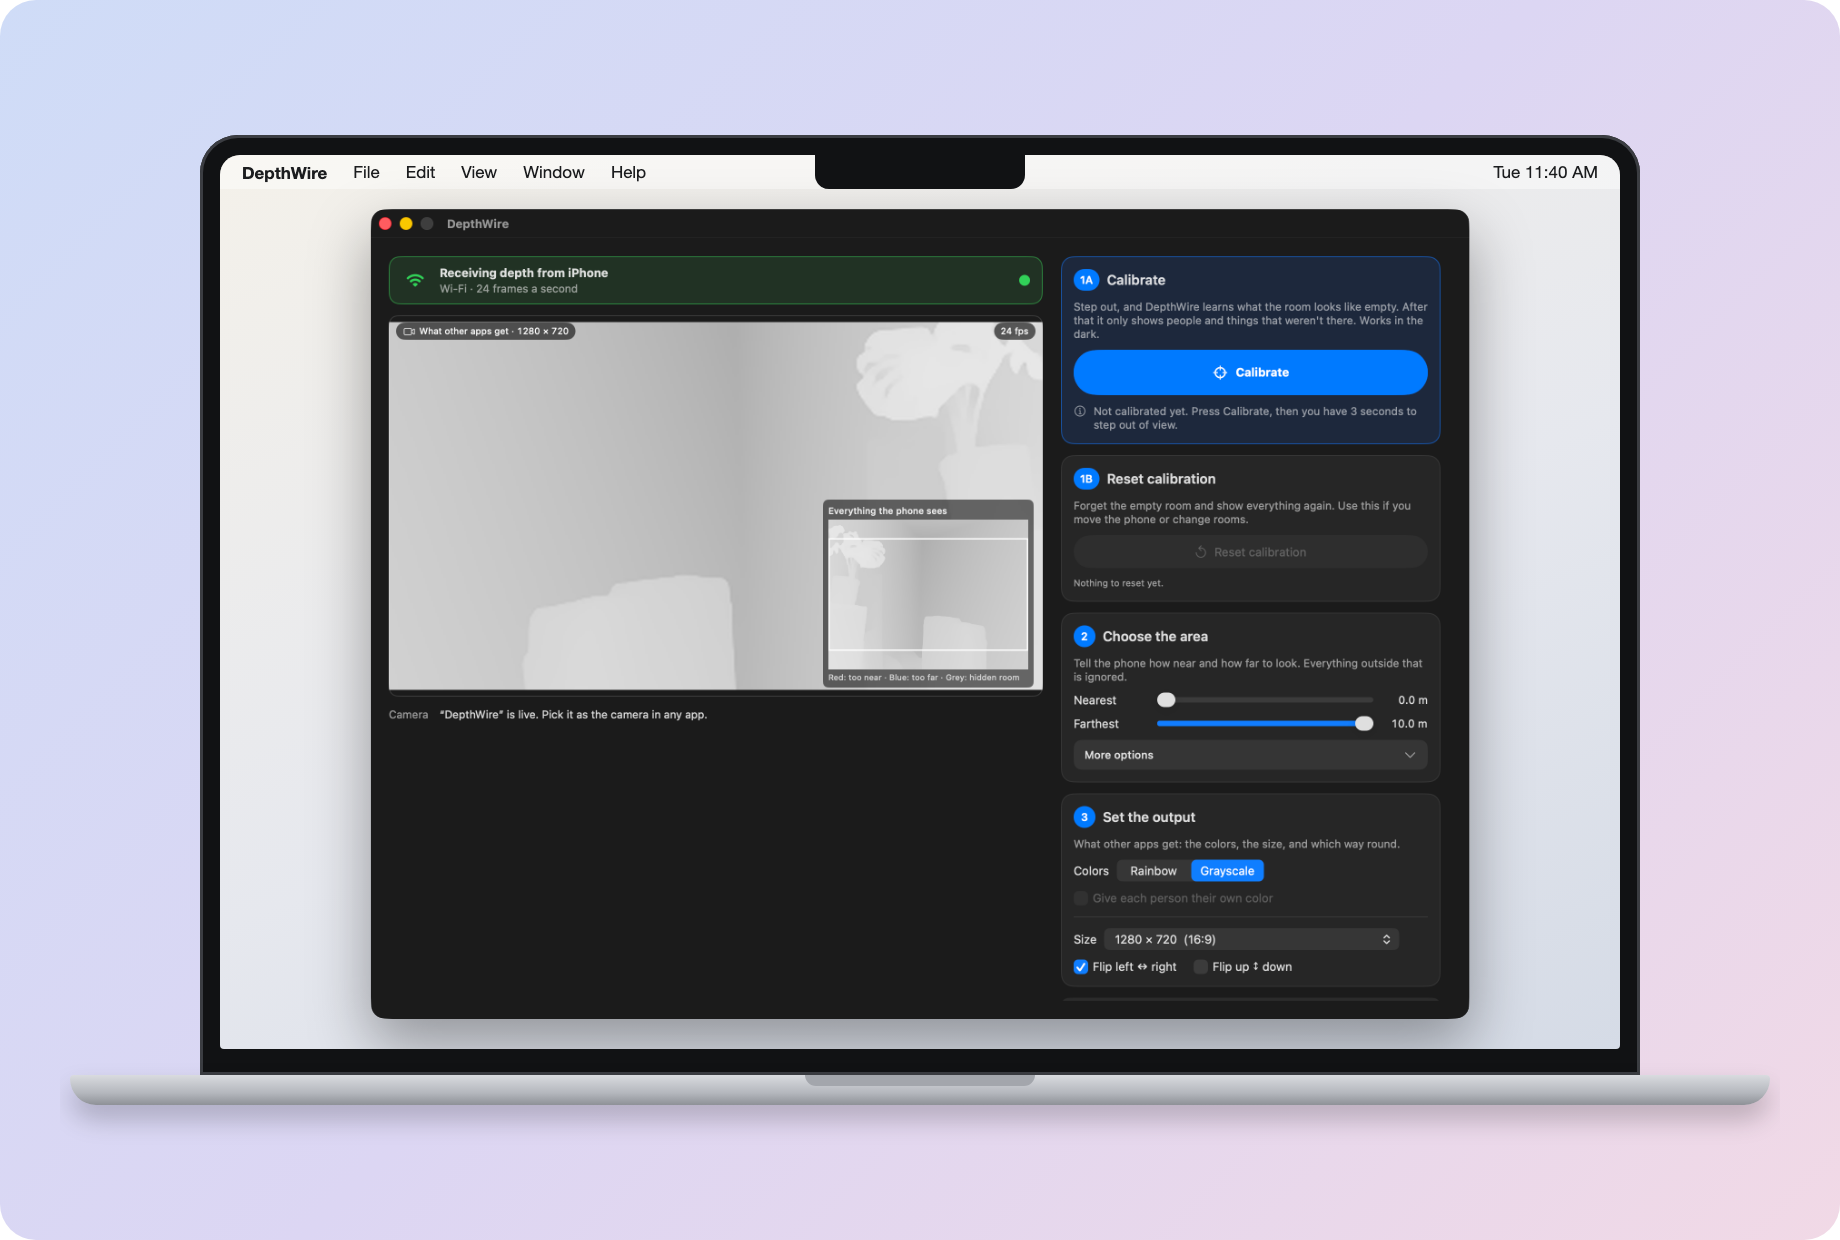 DepthWire File Edit View Window Help
Tue 11:40 AM
DepthWire
Receiving depth from iPhone
Wi-Fi · 24 frames a second
What other apps get · 1280 × 720
24 fps
Everything the phone sees
Red: too near · Blue: too far · Grey: hidden room
Camera “DepthWire” is live. Pick it as the camera in any app.
1A Calibrate
Step out, and DepthWire learns what the room looks like empty. After
that it only shows people and things that weren't there. Works in the
dark.
Calibrate
Not calibrated yet. Press Calibrate, then you have 3 seconds to
step out of view.
1B Reset calibration
Forget the empty room and show everything again. Use this if you
move the phone or change rooms.
Reset calibration
Nothing to reset yet.
2 Choose the area
Tell the phone how near and how far to look. Everything outside that
is ignored.
Nearest 0.0 m
Farthest 10.0 m
More options
3 Set the output
What other apps get: the colors, the size, and which way round.
Colors Rainbow Grayscale
Give each person their own color
Size 1280 × 720 (16:9)
Flip left ↔ right Flip up ↕ down